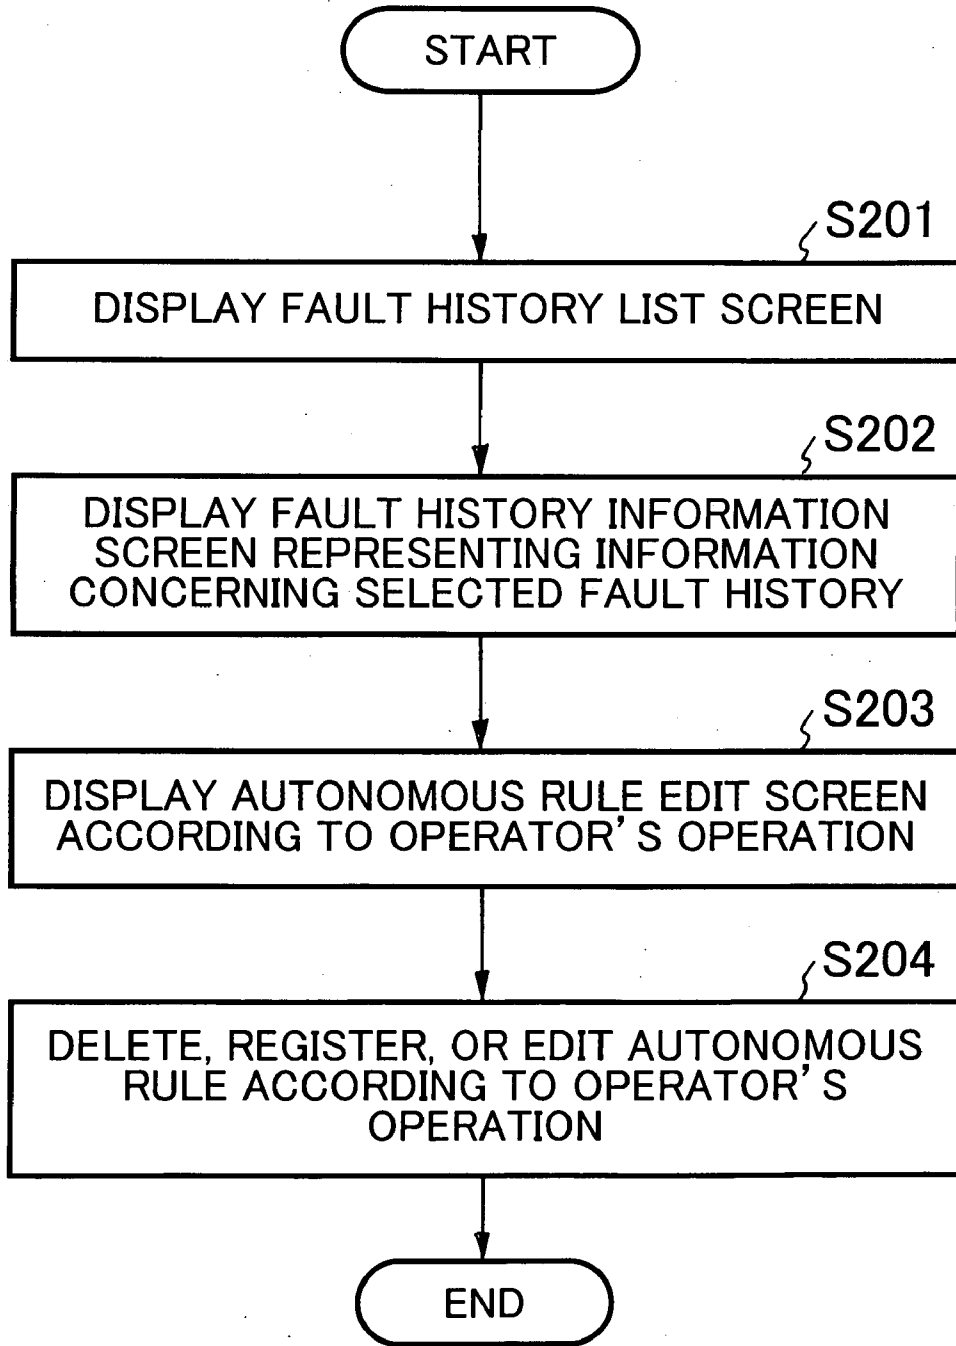 START
S201
DISPLAY FAULT HISTORY LIST SCREEN
S202
DISPLAY FAULT HISTORY INFORMATION
SCREEN REPRESENTING INFORMATION
CONCERNING SELECTED FAULT HISTORY
S203
DISPLAY AUTONOMOUS RULE EDIT SCREEN
ACCORDING TO OPERATOR'S OPERATION
S204
DELETE, REGISTER, OR EDIT AUTONOMOUS
RULE ACCORDING TO OPERATOR'S
OPERATION
END